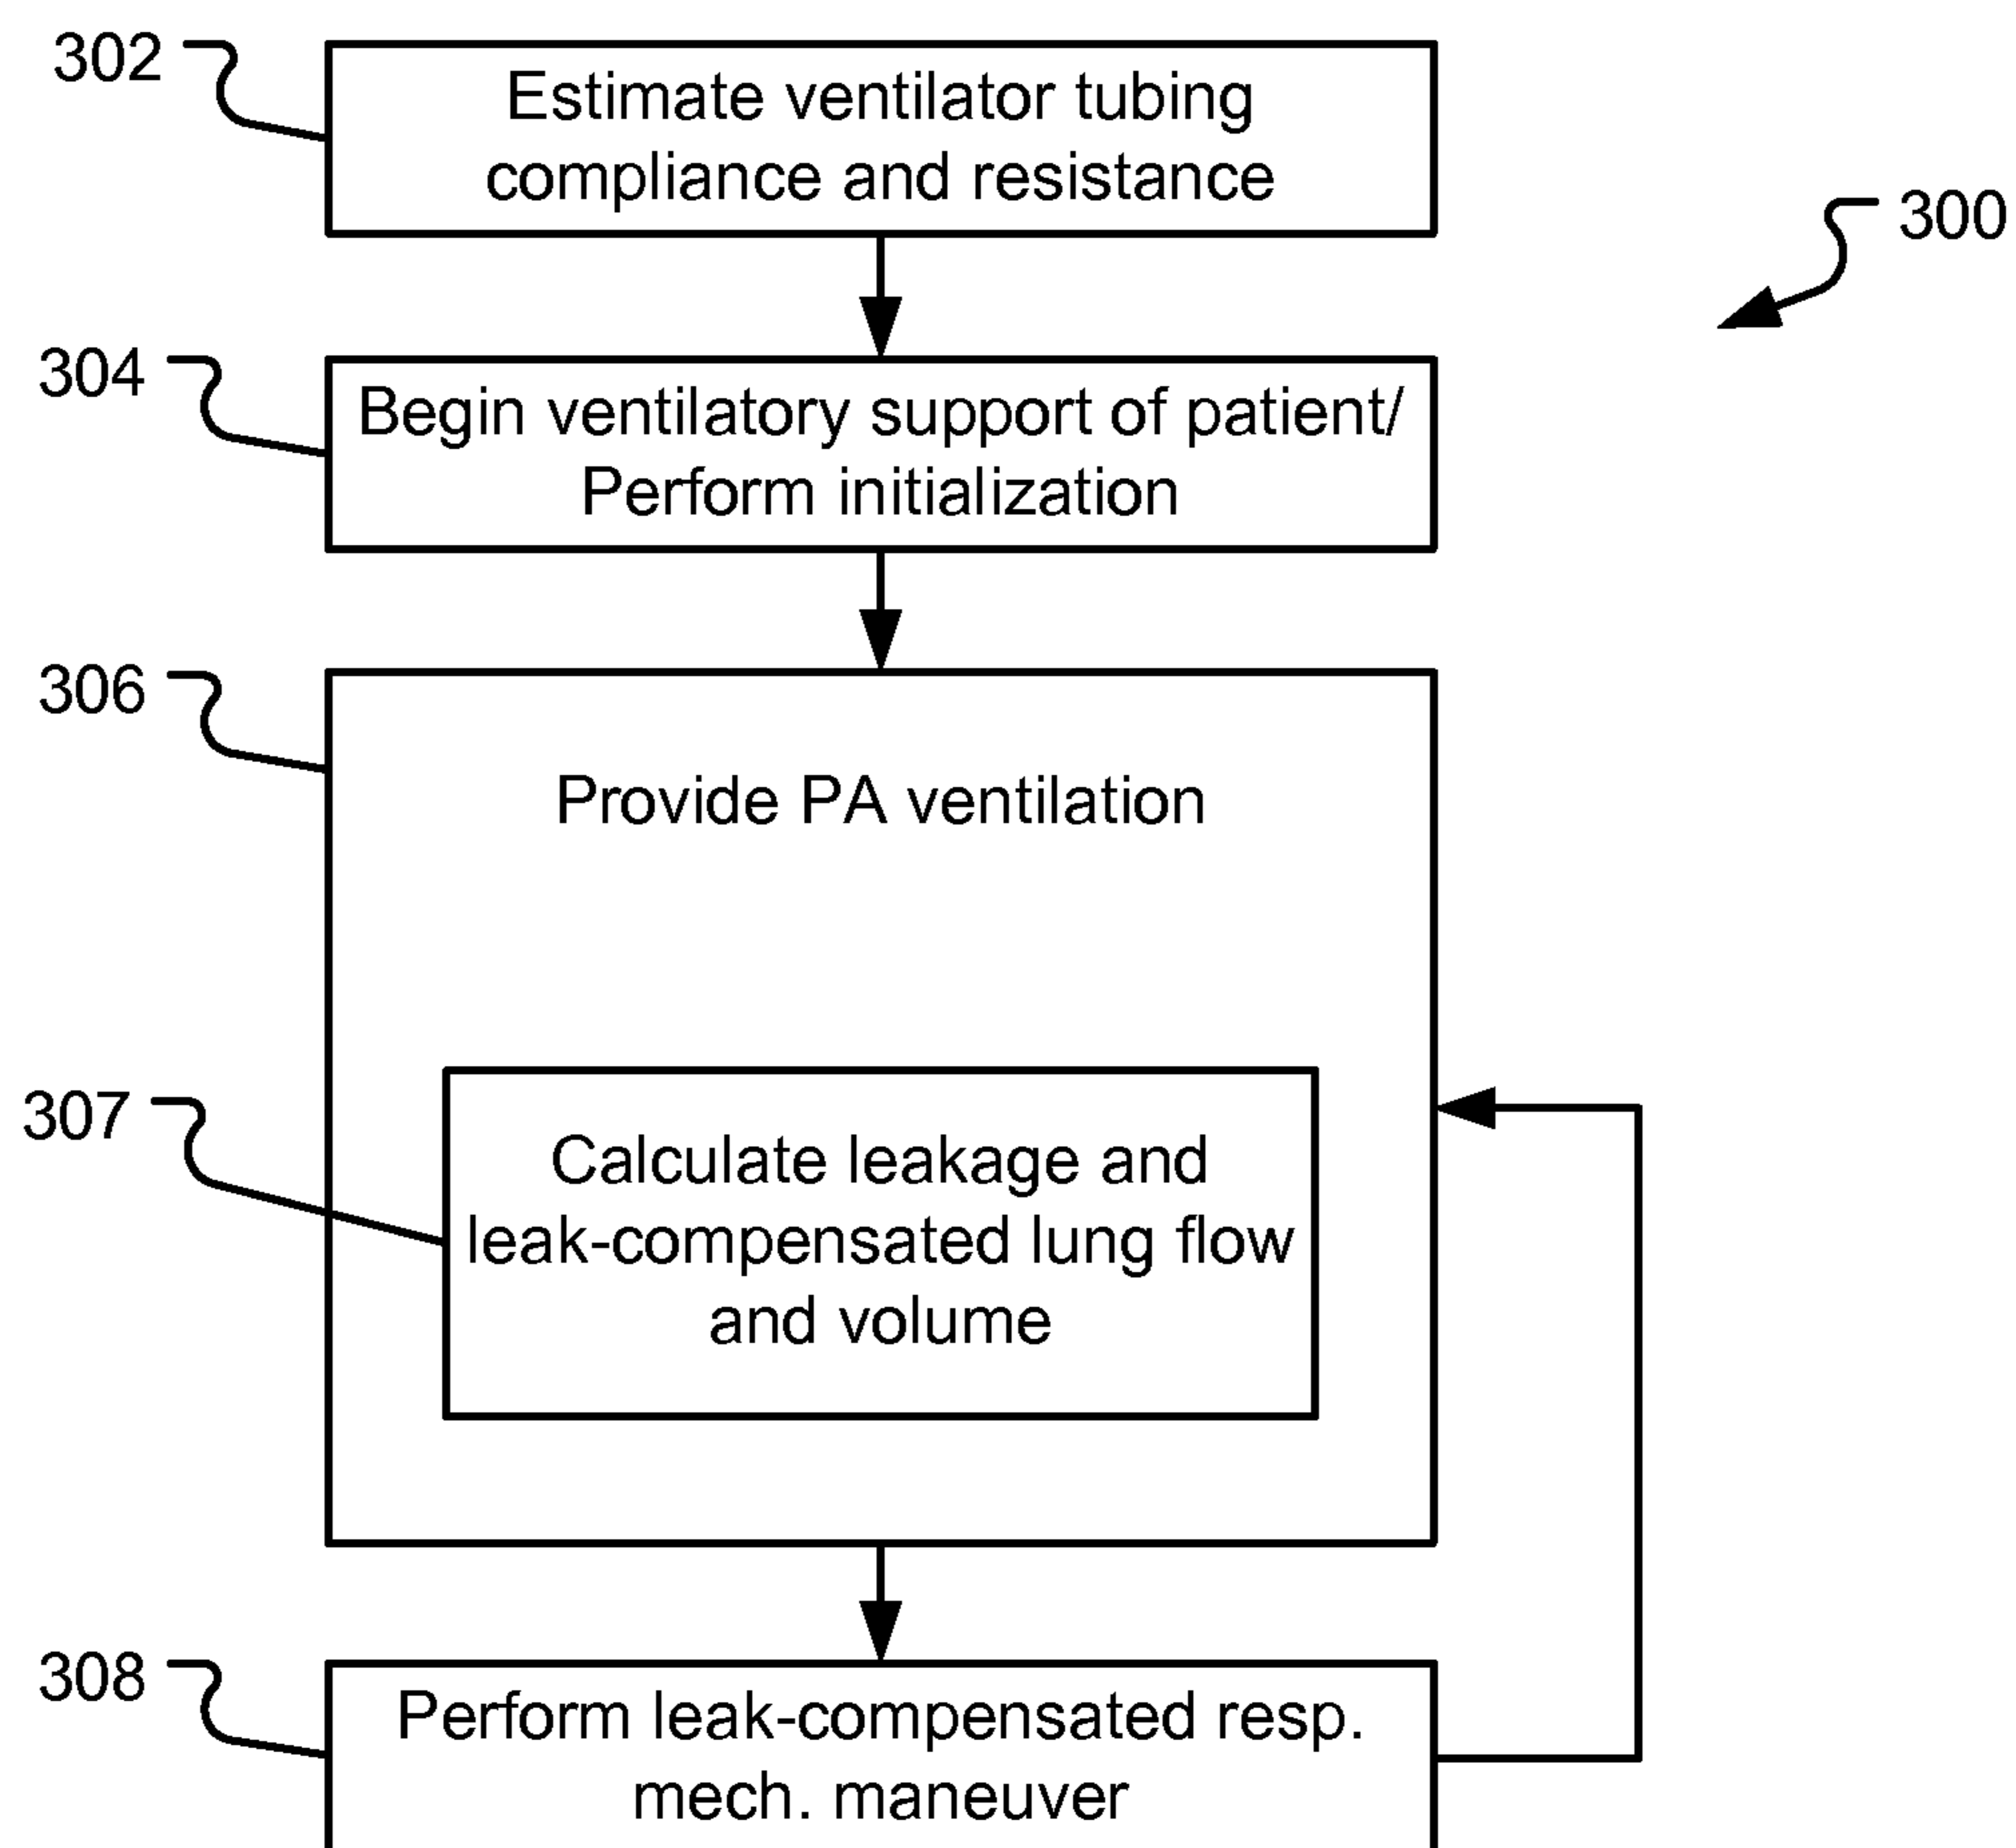 302
Estimate ventilator tubing
compliance and resistance
300
304
Begin ventilatory support of patient/
Perform initialization
306
Provide PA ventilation
307
Calculate leakage and
leak-compensated lung flow
and volume
308
Perform leak-compensated resp.
mech. maneuver